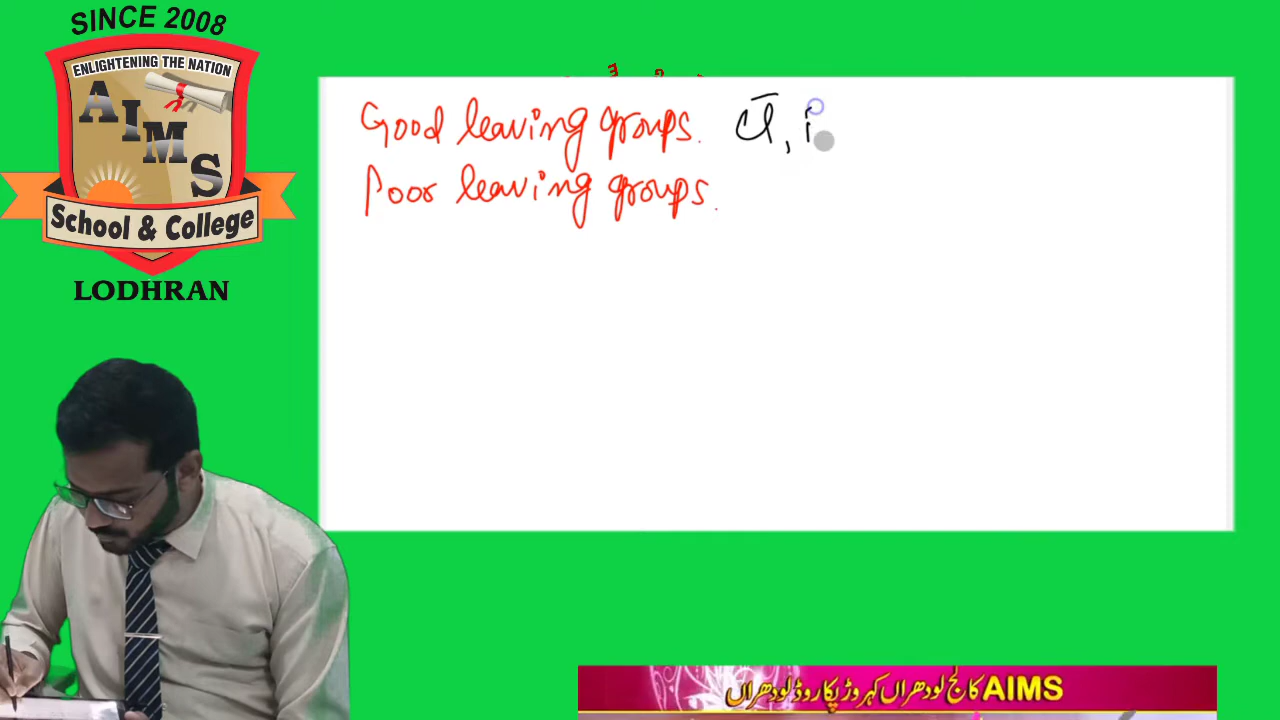 SINCE 2008
ENLIGHTENING THE NATION
AIMS
School & College
LODHRAN
Good leaving groups. Cl̄,
Poor leaving groups.
AIMS کالج لودھراں کہروڑ پکا روڈ لودھراں